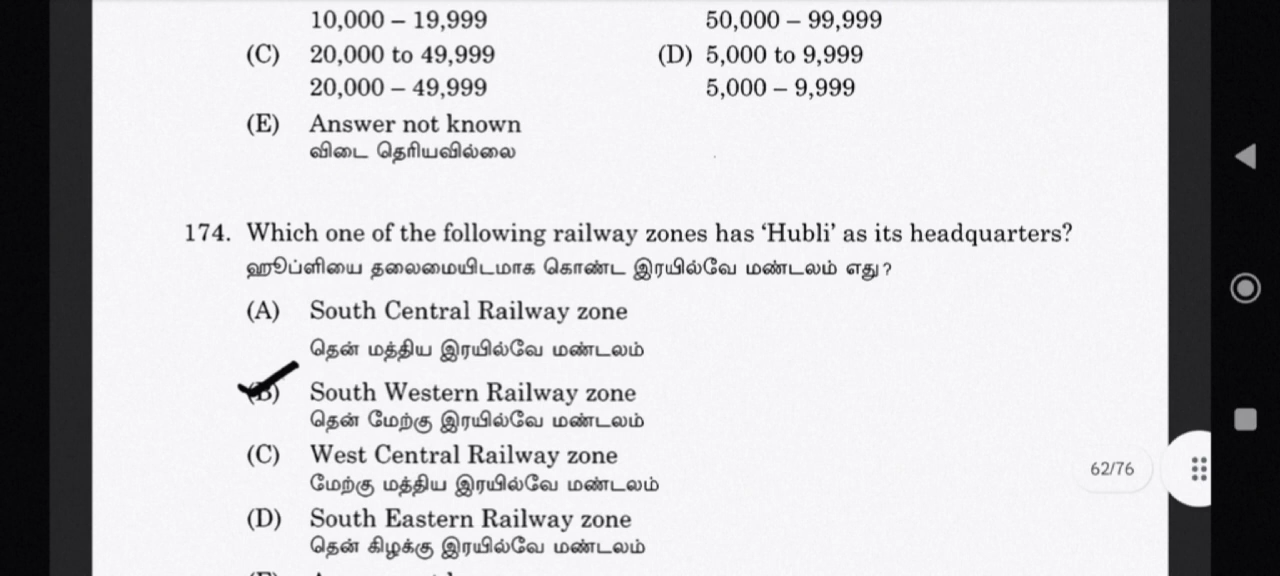 10,000 – 19,999 50,000 – 99,999
(C) 20,000 to 49,999 (D) 5,000 to 9,999
20,000 – 49,999 5,000 – 9,999
(E) Answer not known
விடை தெரியவில்லை
174. Which one of the following railway zones has ‘Hubli’ as its headquarters?
ஹூப்ளியை தலைமையிடமாக கொண்ட இரயில்வே மண்டலம் எது?
(A) South Central Railway zone
தென் மத்திய இரயில்வே மண்டலம்
(B) South Western Railway zone
தென் மேற்கு இரயில்வே மண்டலம்
(C) West Central Railway zone
மேற்கு மத்திய இரயில்வே மண்டலம்
62/76
(D) South Eastern Railway zone
தென் கிழக்கு இரயில்வே மண்டலம்